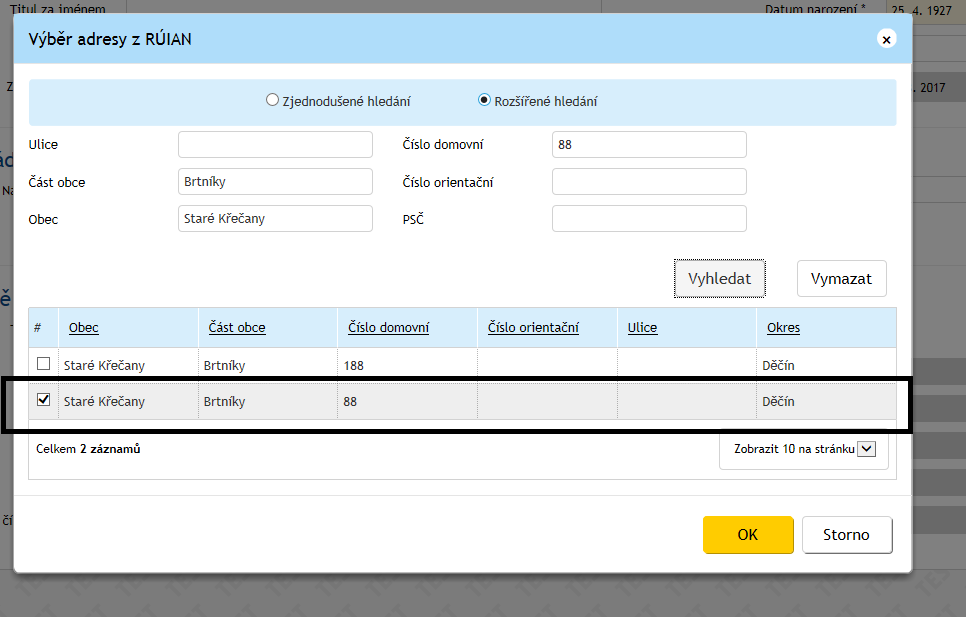 Titul za jménem Datum narození * 25. 4. 1927
Výběr adresy z RÚIAN
Zjednodušené hledání Rozšířené hledání
. 2017
Ulice Číslo domovní 88
Část obce Brtníky Číslo orientační
Obec Staré Křečany PSČ
Vyhledat Vymazat
# Obec Část obce Číslo domovní Číslo orientační Ulice Okres
Staré Křečany Brtníky 188 Děčín
Staré Křečany Brtníky 88 Děčín
Celkem 2 záznamů Zobrazit 10 na stránku
OK Storno